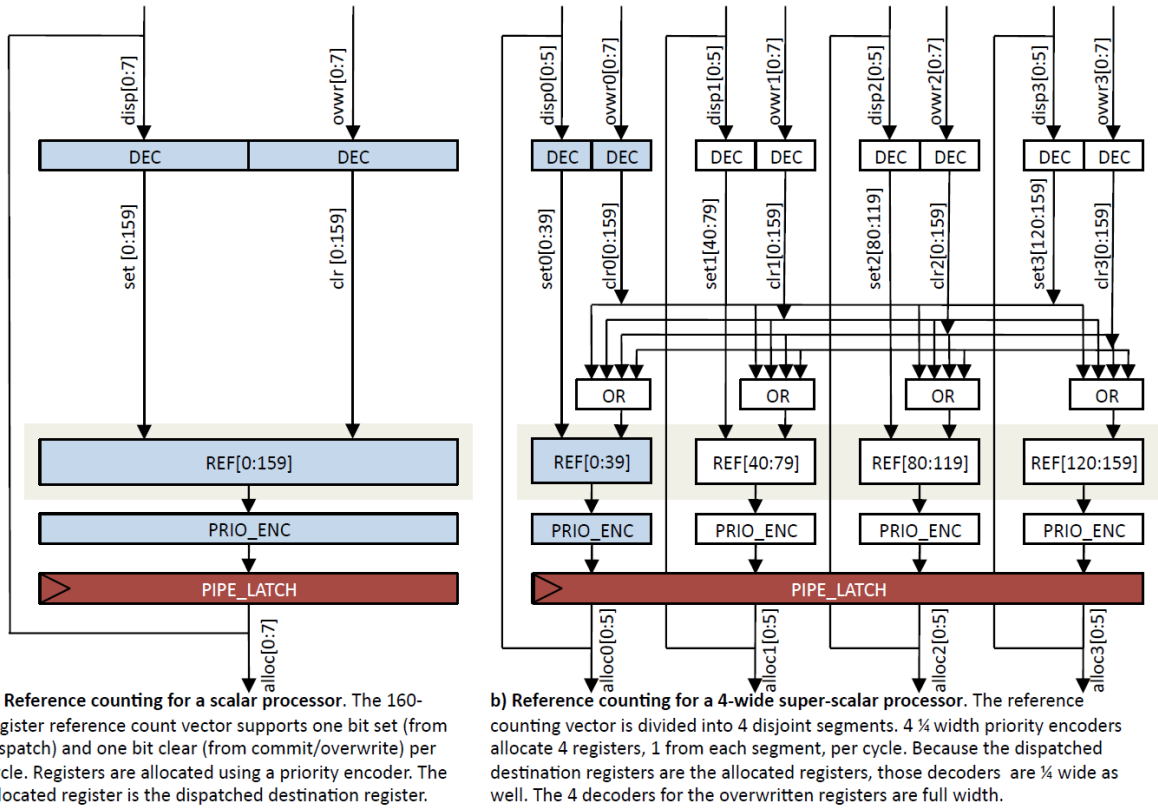 disp[0:7]
ovwr[0:7]
DEC
DEC
set [0:159]
clr [0:159]
REF[0:159]
PRIO_ENC
PIPE_LATCH
alloc[0:7]
Reference counting for a scalar processor. The 160-
gister reference count vector supports one bit set (from
spatch) and one bit clear (from commit/overwrite) per
cle. Registers are allocated using a priority encoder. The
located register is the dispatched destination register.
disp0[0:5]
ovwr0[0:7]
disp1[0:5]
ovwr1[0:7]
disp2[0:5]
ovwr2[0:7]
disp3[0:5]
ovwr3[0:7]
DEC
DEC
DEC
DEC
DEC
DEC
DEC
DEC
set0[0:39]
clr0[0:159]
set1[40:79]
clr1[0:159]
set2[80:119]
clr2[0:159]
set3[120:159]
clr3[0:159]
OR
OR
OR
OR
REF[0:39]
REF[40:79]
REF[80:119]
REF[120:159]
PRIO_ENC
PRIO_ENC
PRIO_ENC
PRIO_ENC
PIPE_LATCH
alloc0[0:5]
alloc1[0:5]
alloc2[0:5]
alloc3[0:5]
b) Reference counting for a 4-wide super-scalar processor. The reference
counting vector is divided into 4 disjoint segments. 4 ¼ width priority encoders
allocate 4 registers, 1 from each segment, per cycle. Because the dispatched
destination registers are the allocated registers, those decoders are ¼ wide as
well. The 4 decoders for the overwritten registers are full width.